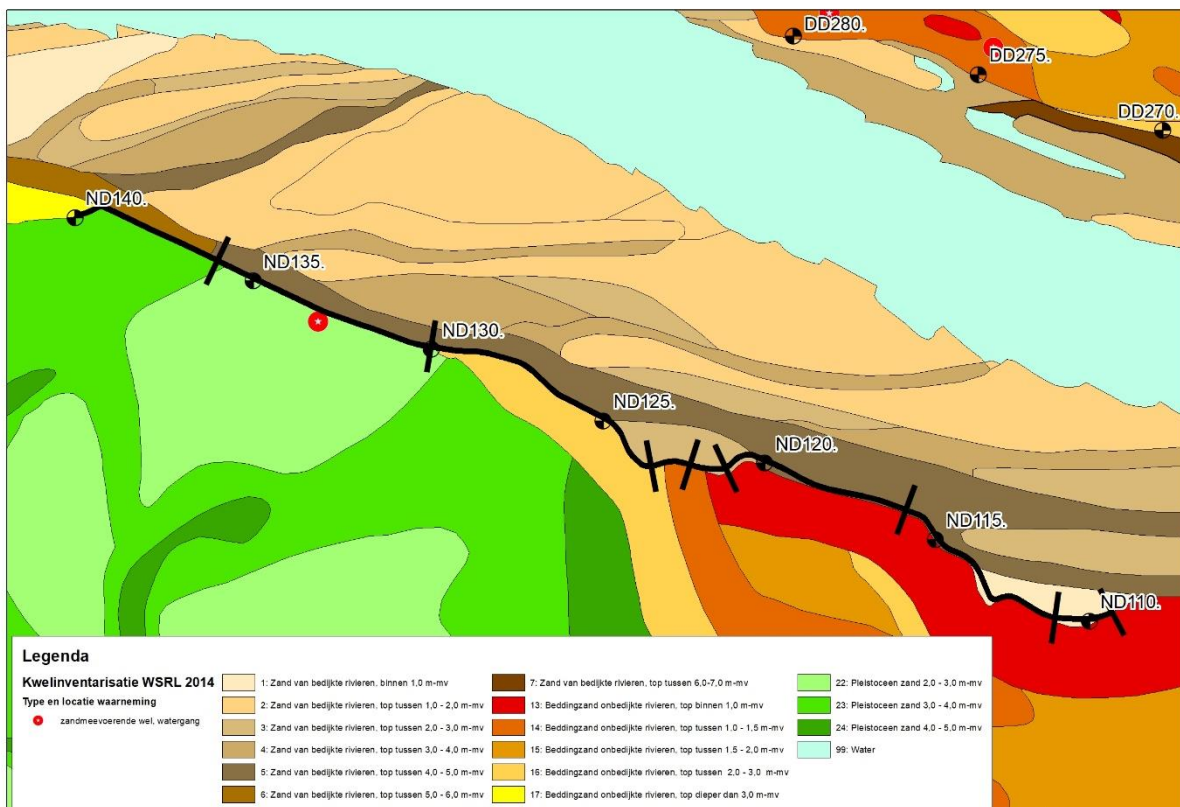 DD280.
DD275.
DD270.
ND140.
ND135.
ND130.
ND125.
ND120.
ND115.
ND110.
Legenda
Kwelinventarisatie WSRL 2014
Type en locatie waarneming
zandmeevoerende wel, watergang
1: Zand van bedijkte rivieren, binnen 1,0 m-mv
2: Zand van bedijkte rivieren, top tussen 1,0 - 2,0 m-mv
3: Zand van bedijkte rivieren, top tussen 2,0 - 3,0 m-mv
4: Zand van bedijkte rivieren, top tussen 3,0 - 4,0 m-mv
5: Zand van bedijkte rivieren, top tussen 4,0 - 5,0 m-mv
6: Zand van bedijkte rivieren, top tussen 5,0 - 6,0 m-mv
7: Zand van bedijkte rivieren, top tussen 6,0-7,0 m-mv
13: Beddingzand onbedijkte rivieren, top binnen 1,0 m-mv
14: Beddingzand onbedijkte rivieren, top tussen 1.0 - 1,5 m-mv
15: Beddingzand onbedijkte rivieren, top tussen 1.5 - 2,0 m-mv
16: Beddingzand onbedijkte rivieren, top tussen 2,0 - 3,0 m-mv
17: Beddingzand onbedijkte rivieren, top dieper dan 3,0 m-mv
22: Pleistoceen zand 2,0 - 3,0 m-mv
23: Pleistoceen zand 3.0 - 4,0 m-mv
24: Pleistoceen zand 4.0 - 5,0 m-mv
99: Water